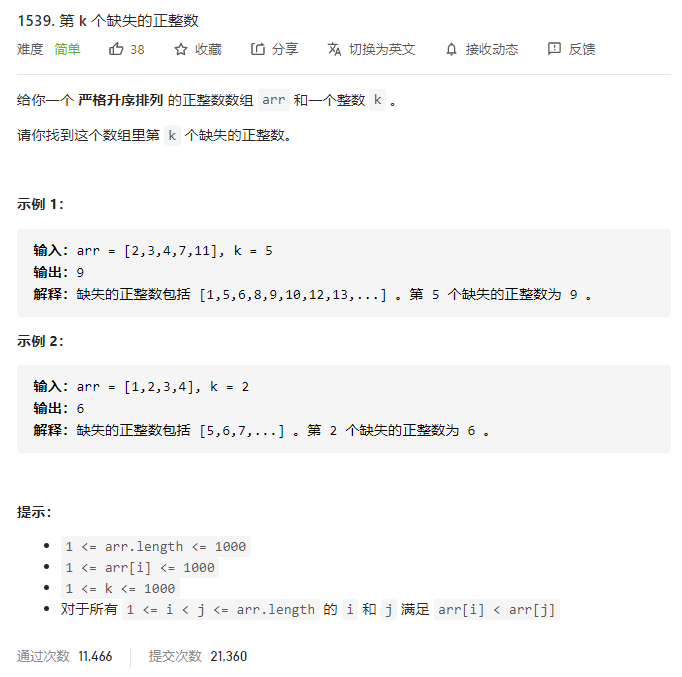 1539. 第 k 个缺失的正整数
难度 简单 38 收藏 分享 切换为英文 接收动态 反馈
给你一个 严格升序排列 的正整数数组 arr 和一个整数 k 。
请你找到这个数组里第 k 个缺失的正整数。
示例 1：
输入：arr = [2,3,4,7,11], k = 5
输出：9
解释：缺失的正整数包括 [1,5,6,8,9,10,12,13,...] 。第 5 个缺失的正整数为 9 。
示例 2：
输入：arr = [1,2,3,4], k = 2
输出：6
解释：缺失的正整数包括 [5,6,7,...] 。第 2 个缺失的正整数为 6 。
提示：
1 <= arr.length <= 1000
1 <= arr[i] <= 1000
1 <= k <= 1000
对于所有 1 <= i < j <= arr.length 的 i 和 j 满足 arr[i] < arr[j]
通过次数 11,466 提交次数 21,360